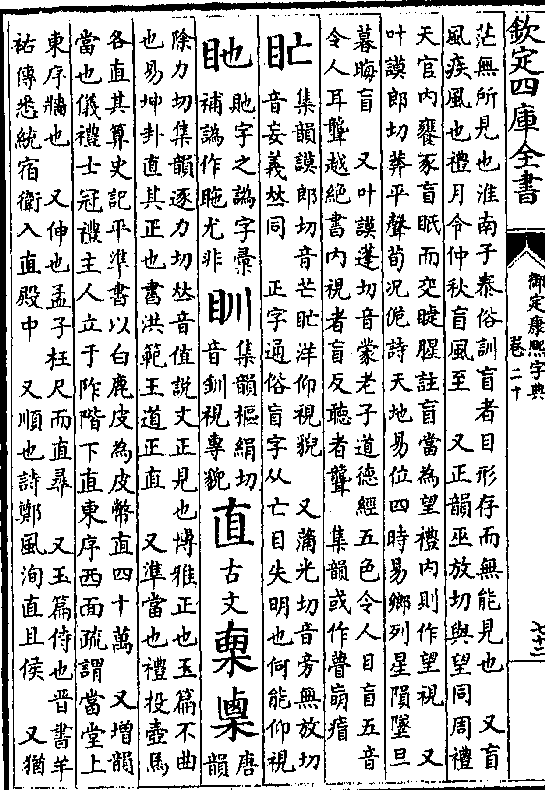 欽定四庫全書
御定康熙字典
卷二十
七十三
茫無所見也淮南子泰俗訓盲者目形存而無能見也 又盲
風疾風也禮月令仲秋盲風至 又正韻巫放切與望同周禮
天官内饔豕盲眡而交睫腥註盲當為望禮内則作望視 又
叶謨郎切莽平聲荀況佹詩天地易位四時易鄉列星隕墜旦
暮晦盲 又叶謨蓬切音蒙老子道德經五色令人目盲五音
令人耳聾越絶書内視者盲反聽者聾 集韻或作瞢
盳 集韻謨郎切音芒盳洋仰視貌 又蒲光切音旁無放切
音妄義𠀤同 正字通俗盲字从亡目失明也何能仰視
貤字之譌字彙
補譌作 尤非
集韻樞絹切
音釧視專貌
直 古文
唐
韻
除力切集韻逐力切𠀤音值說文正見也博雅正也玉篇不曲
也易坤卦直其正也書洪範王道正直 又準當也禮投壺馬
各直其算史記平準書以白鹿皮為皮幣直四十萬 又增韻
當也儀禮士冠禮主人立于阼階下直東序西面疏謂當堂上
東序牆也 又伸也孟子枉尺而直尋 又玉篇侍也晉書羊
祐傳悉統宿衛入直殿中 又順也詩鄭風洵直且侯 又猶